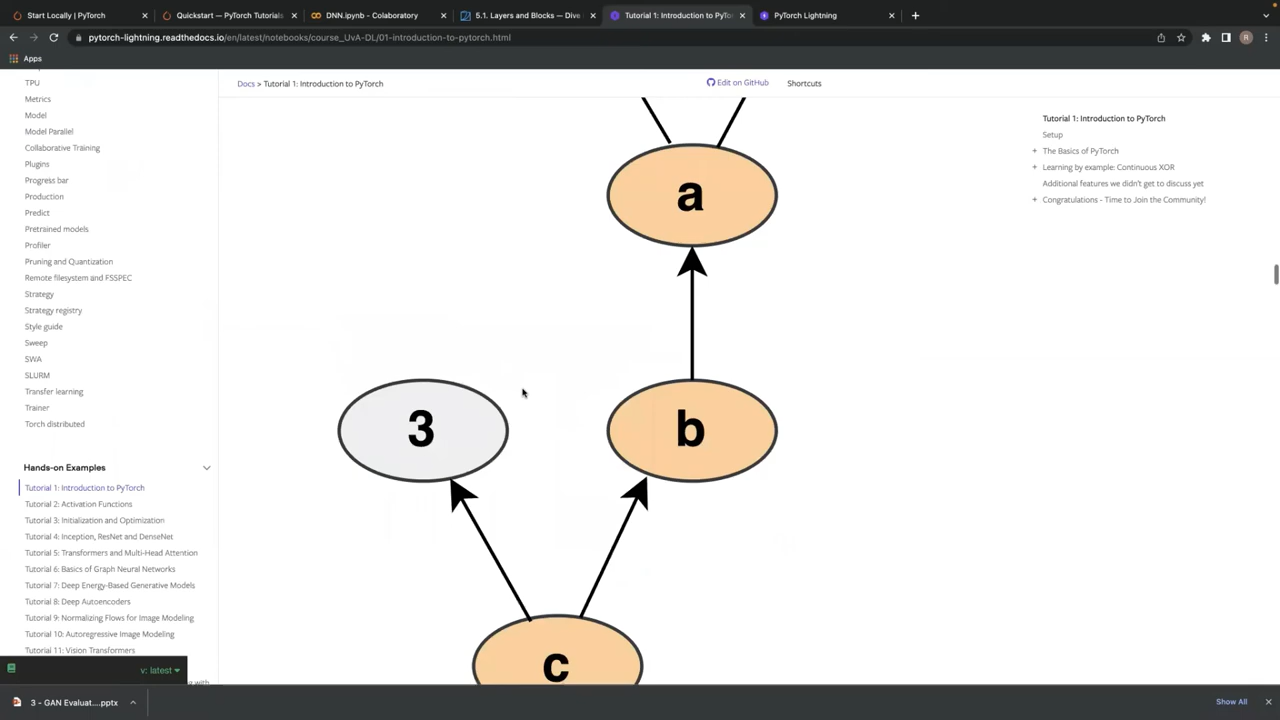 Start Locally | PyTorch
Quickstart — PyTorch Tutorials
DNN.ipynb - Colaboratory
5.1. Layers and Blocks — Dive
Tutorial 1: Introduction to PyTo
PyTorch Lightning
pytorch-lightning.readthedocs.io/en/latest/notebooks/course_UvA-DL/01-introduction-to-pytorch.html
R
Apps
TPU
Metrics
Model
Model Parallel
Collaborative Training
Plugins
Progress bar
Production
Predict
Pretrained models
Profiler
Pruning and Quantization
Remote filesystem and FSSPEC
Strategy
Strategy registry
Style guide
Sweep
SWA
SLURM
Transfer learning
Trainer
Torch distributed
Hands-on Examples
Tutorial 1: Introduction to PyTorch
Tutorial 2: Activation Functions
Tutorial 3: Initialization and Optimization
Tutorial 4: Inception, ResNet and DenseNet
Tutorial 5: Transformers and Multi-Head Attention
Tutorial 6: Basics of Graph Neural Networks
Tutorial 7: Deep Energy-Based Generative Models
Tutorial 8: Deep Autoencoders
Tutorial 9: Normalizing Flows for Image Modeling
Tutorial 10: Autoregressive Image Modeling
Tutorial 11: Vision Transformers
with
v: latest
Docs > Tutorial 1: Introduction to PyTorch
Edit on GitHub
Shortcuts
a
3
b
c
Tutorial 1: Introduction to PyTorch
Setup
+ The Basics of PyTorch
+ Learning by example: Continuous XOR
Additional features we didn't get to discuss yet
+ Congratulations - Time to Join the Community!
3 - GAN Evaluat....pptx
Show All